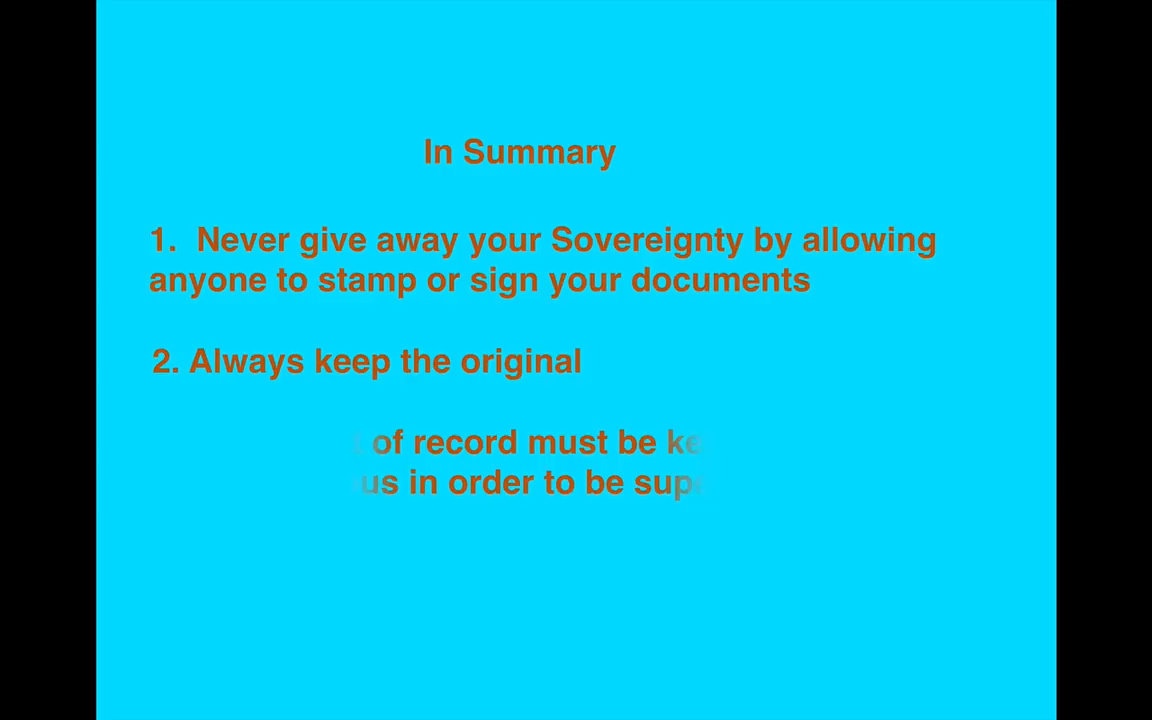 In Summary
1. Never give away your Sovereignty by allowing
anyone to stamp or sign your documents
2. Always keep the original
of record must be
in order to be